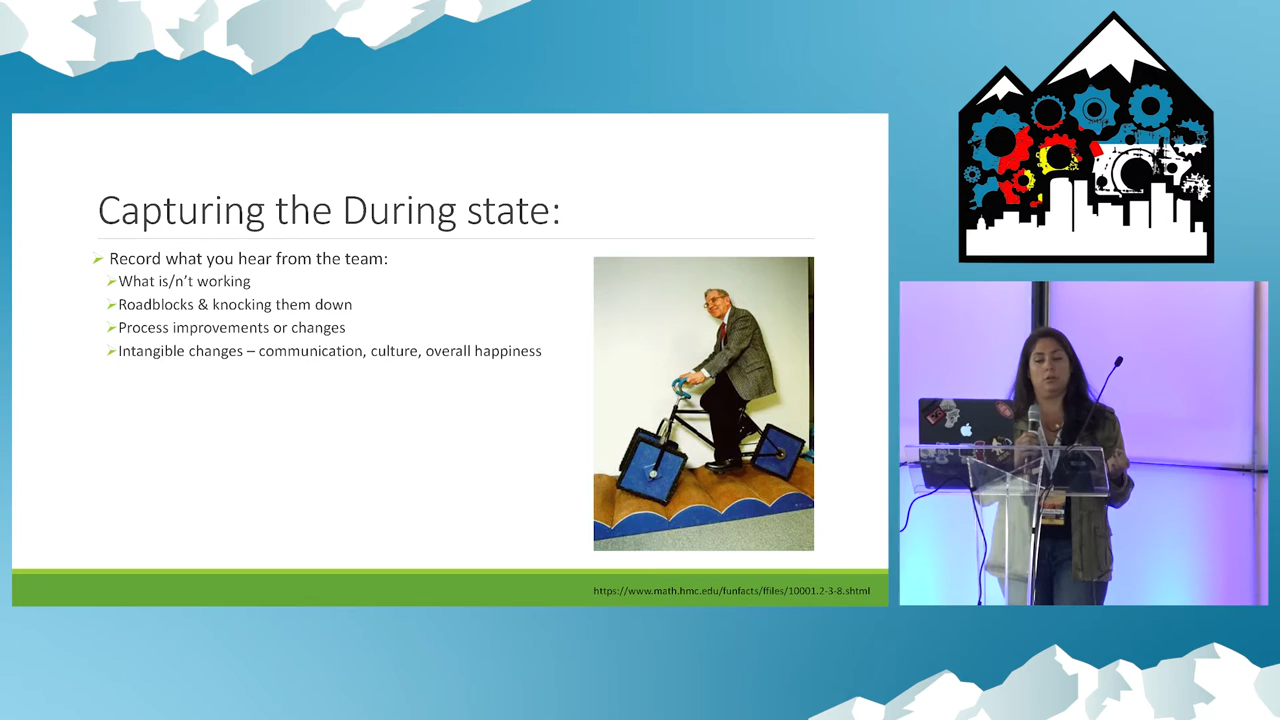 Capturing the During state:
Record what you hear from the team:
What is/n't working
Roadblocks & knocking them down
Process improvements or changes
Intangible changes – communication, culture, overall happiness
https://www.math.hmc.edu/funfacts/ffiles/10001.2-3-8.shtml